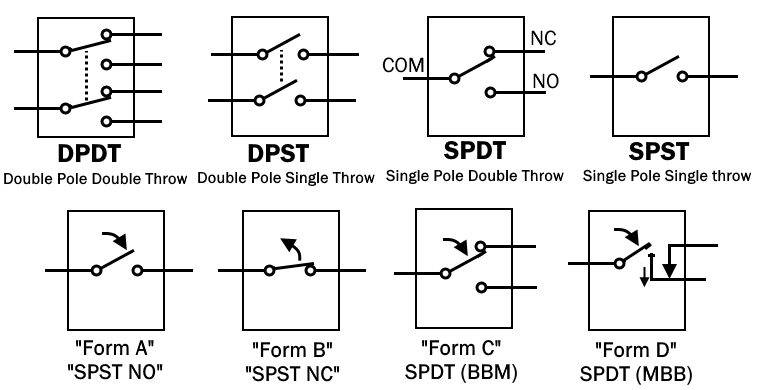 COM
NC
NO
DPDT
Double Pole Double Throw
DPST
Double Pole Single Throw
SPDT
Single Pole Double Throw
SPST
Single Pole Single throw
"Form A"
"SPST NO"
"Form B"
"SPST NC"
"Form C"
SPDT (BBM)
"Form D"
SPDT (MBB)